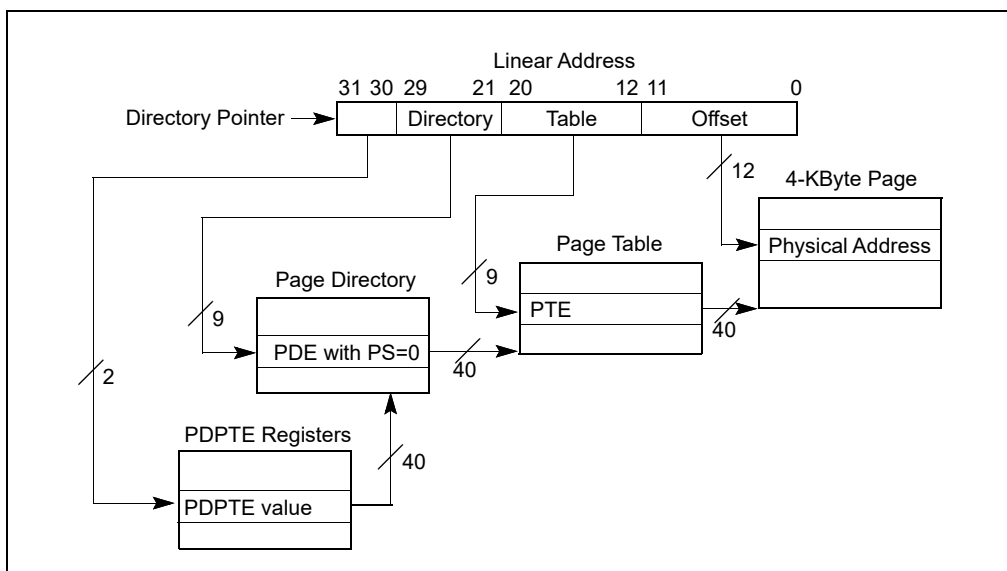 Linear Address
31 30 29 21 20 12 11 0
Directory Pointer Directory Table Offset
12
4-KByte Page
Physical Address
Page Table
9
PTE
40
Page Directory
9
PDE with PS=0
40
2
PDPTE Registers
40
PDPTE value